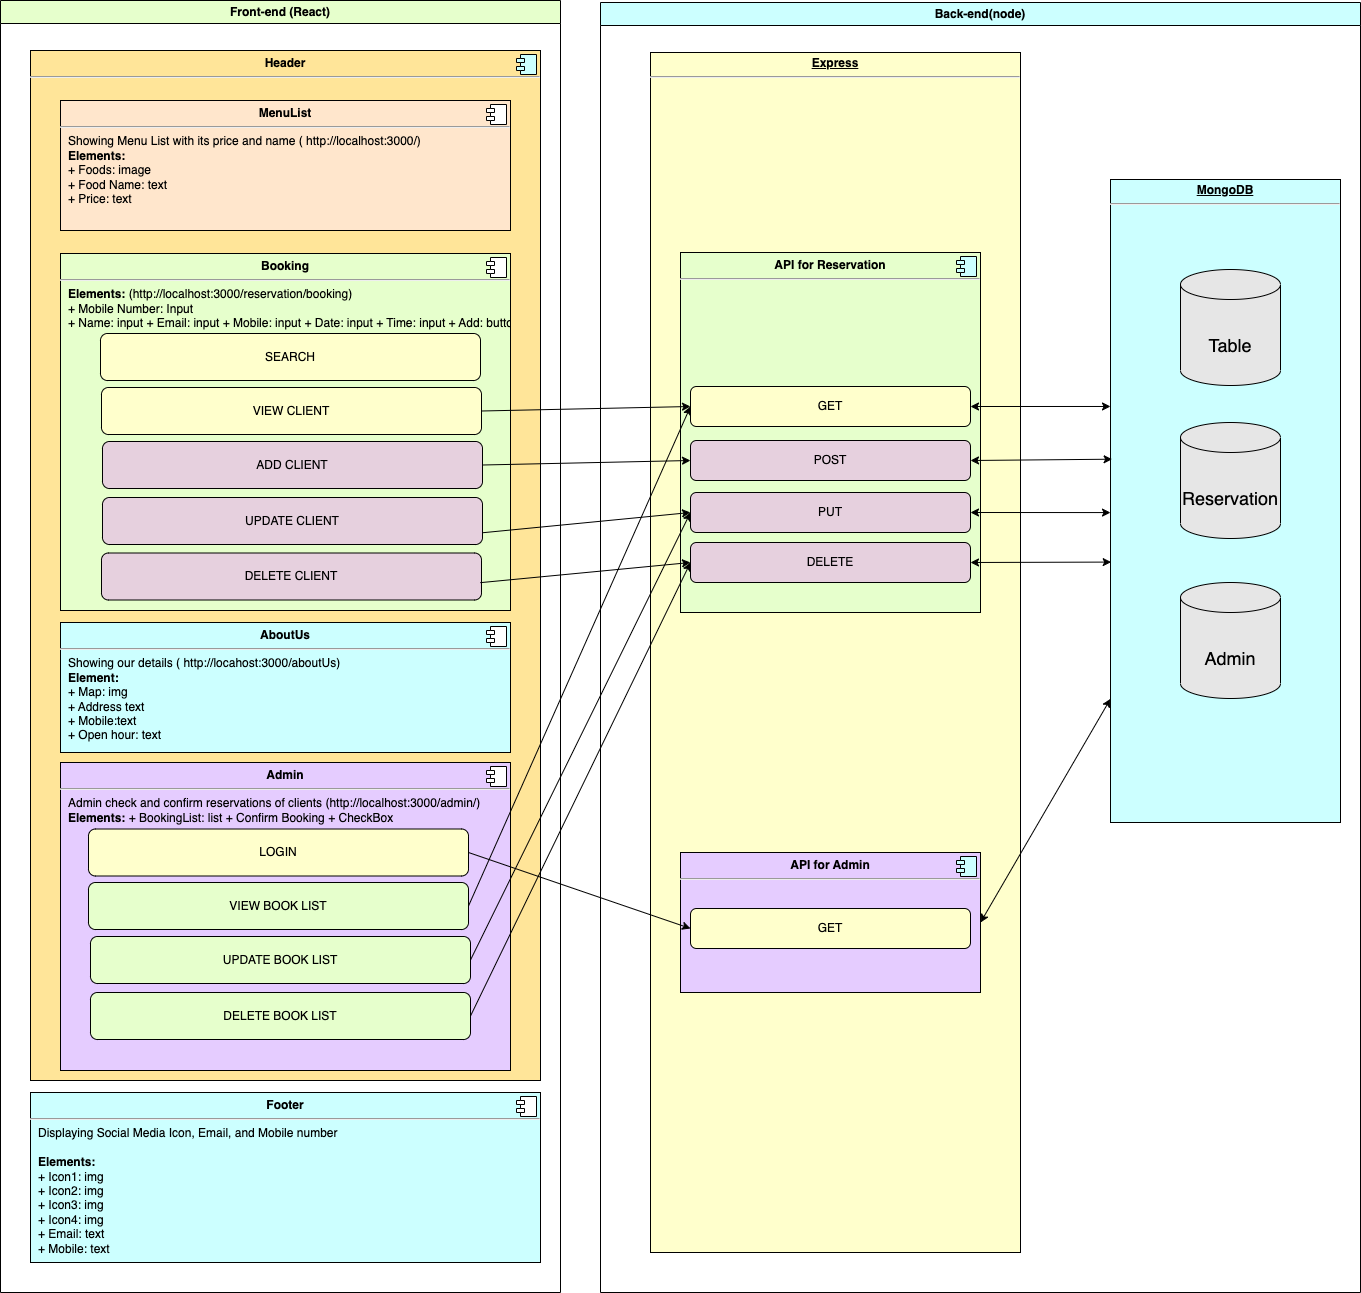 Front-end (React)
Header
MenuList
Showing Menu List with its price and name ( http://localhost:3000/)
Elements:
+ Foods: image
+ Food Name: text
+ Price: text
Booking
Elements: (http://localhost:3000/reservation/booking)
+ Mobile Number: Input
+ Name: input + Email: input + Mobile: input + Date: input + Time: input + Add:
SEARCH
VIEW CLIENT
ADD CLIENT
UPDATE CLIENT
DELETE CLIENT
AboutUs
Showing our details ( http://locahost:3000/aboutUs)
Element:
+ Map: img
+ Address text
+ Mobile:text
+ Open hour: text
Admin
Admin check and confirm reservations of clients (http://localhost:3000/admin/)
Elements: + BookingList: list + Confirm Booking + CheckBox
LOGIN
VIEW BOOK LIST
UPDATE BOOK LIST
DELETE BOOK LIST
Footer
Displaying Social Media Icon, Email, and Mobile number
Elements:
+ Icon1: img
+ Icon2: img
+ Icon3: img
+ Icon4: img
+ Email: text
+ Mobile: text
Back-end(node)
Express
API for Reservation
GET
POST
PUT
DELETE
API for Admin
GET
MongoDB
Table
Reservation
Admin